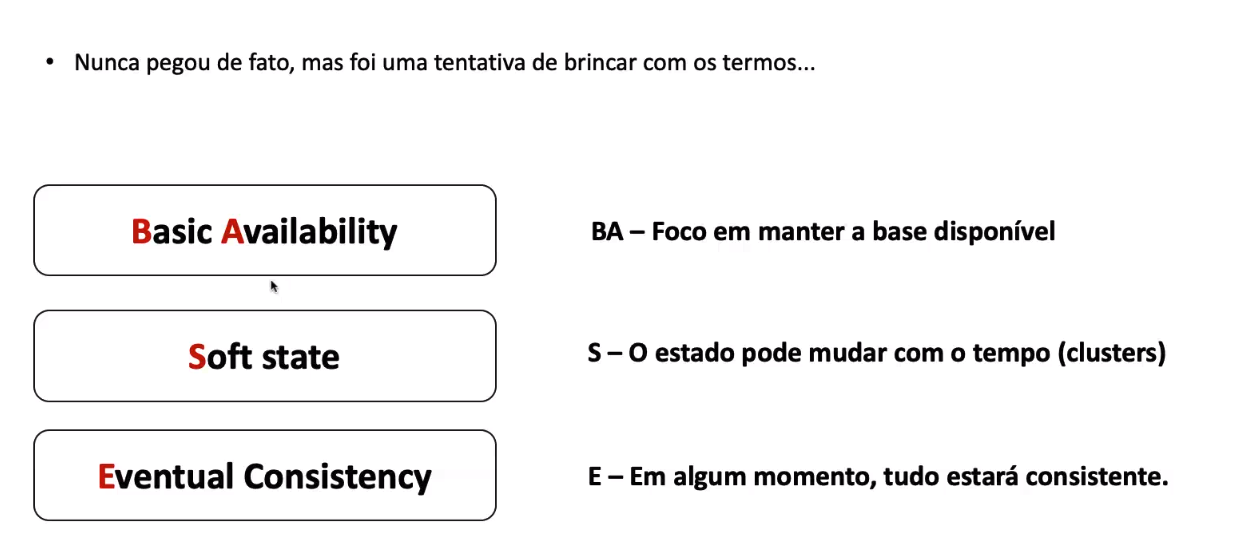 • Nunca pegou de fato, mas foi uma tentativa de brincar com os termos...
Basic Availability
BA – Foco em manter a base disponível
Soft state
S – O estado pode mudar com o tempo (clusters)
Eventual Consistency
E – Em algum momento, tudo estará consistente.